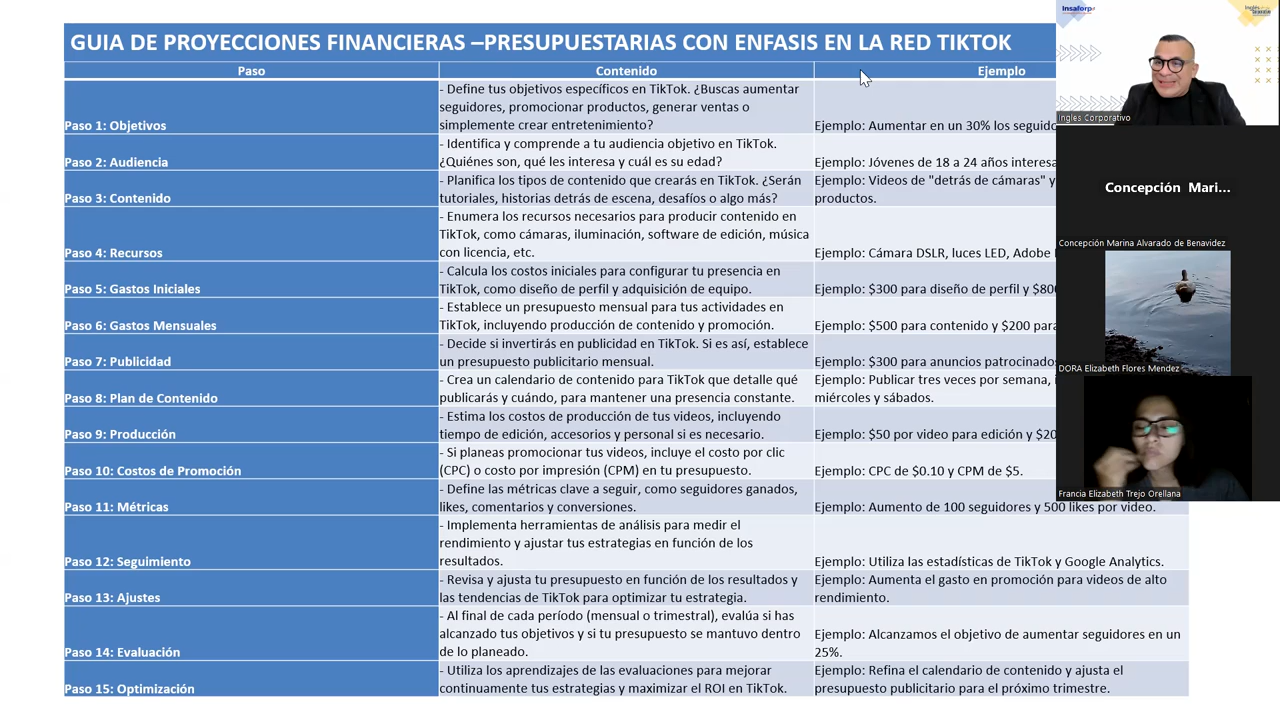 GUIA DE PROYECCIONES FINANCIERAS –PRESUPUESTARIAS CON ENFASIS EN LA RED TIKTOK
Paso
Contenido
Ejemplo
Paso 1: Objetivos
- Define tus objetivos específicos en TikTok. ¿Buscas aumentar
seguidores, promocionar productos, generar ventas o
simplemente crear entretenimiento?
Ejemplo: Aumentar en un 30% los seguido
Paso 2: Audiencia
- Identifica y comprende a tu audiencia objetivo en TikTok.
¿Quiénes son, qué les interesa y cuál es su edad?
Ejemplo: Jóvenes de 18 a 24 años interesa
Paso 3: Contenido
- Planifica los tipos de contenido que crearás en TikTok. ¿Serán
tutoriales, historias detrás de escena, desafíos o algo más?
Ejemplo: Videos de "detrás de cámaras" y
productos.
Paso 4: Recursos
- Enumera los recursos necesarios para producir contenido en
TikTok, como cámaras, iluminación, software de edición, música
con licencia, etc.
Ejemplo: Cámara DSLR, luces LED, Adobe
Paso 5: Gastos Iniciales
- Calcula los costos iniciales para configurar tu presencia en
TikTok, como diseño de perfil y adquisición de equipo.
Ejemplo: $300 para diseño de perfil y $800
Paso 6: Gastos Mensuales
- Establece un presupuesto mensual para tus actividades en
TikTok, incluyendo producción de contenido y promoción.
Ejemplo: $500 para contenido y $200 para
Paso 7: Publicidad
- Decide si invertirás en publicidad en TikTok. Si es así, establece
un presupuesto publicitario mensual.
Ejemplo: $300 para anuncios patrocinados
Paso 8: Plan de Contenido
- Crea un calendario de contenido para TikTok que detalle qué
publicarás y cuándo, para mantener una presencia constante.
Ejemplo: Publicar tres veces por semana,
miércoles y sábados.
Paso 9: Producción
- Estima los costos de producción de tus videos, incluyendo
tiempo de edición, accesorios y personal si es necesario.
Ejemplo: $50 por video para edición y $20
Paso 10: Costos de Promoción
- Si planeas promocionar tus videos, incluye el costo por clic
(CPC) o costo por impresión (CPM) en tu presupuesto.
Ejemplo: CPC de $0.10 y CPM de $5.
Paso 11: Métricas
- Define las métricas clave a seguir, como seguidores ganados,
likes, comentarios y conversiones.
Ejemplo: Aumento de 100 seguidores y 500 likes por video.
Paso 12: Seguimiento
- Implementa herramientas de análisis para medir el
rendimiento y ajustar tus estrategias en función de los
resultados.
Ejemplo: Utiliza las estadísticas de TikTok y Google Analytics.
Paso 13: Ajustes
- Revisa y ajusta tu presupuesto en función de los resultados y
las tendencias de TikTok para optimizar tu estrategia.
Ejemplo: Aumenta el gasto en promoción para videos de alto
rendimiento.
Paso 14: Evaluación
- Al final de cada período (mensual o trimestral), evalúa si has
alcanzado tus objetivos y si tu presupuesto se mantuvo dentro
de lo planeado.
Ejemplo: Alcanzamos el objetivo de aumentar seguidores en un
25%.
Paso 15: Optimización
- Utiliza los aprendizajes de las evaluaciones para mejorar
continuamente tus estrategias y maximizar el ROI en TikTok.
Ejemplo: Refina el calendario de contenido y ajusta el
presupuesto publicitario para el próximo trimestre.
Insaforp
Ingles Corporativo
Concepción Mari...
Concepción Marina Alvarado de Benavidez
DORA Elizabeth Flores Mendez
Francia Elizabeth Trejo Orellana